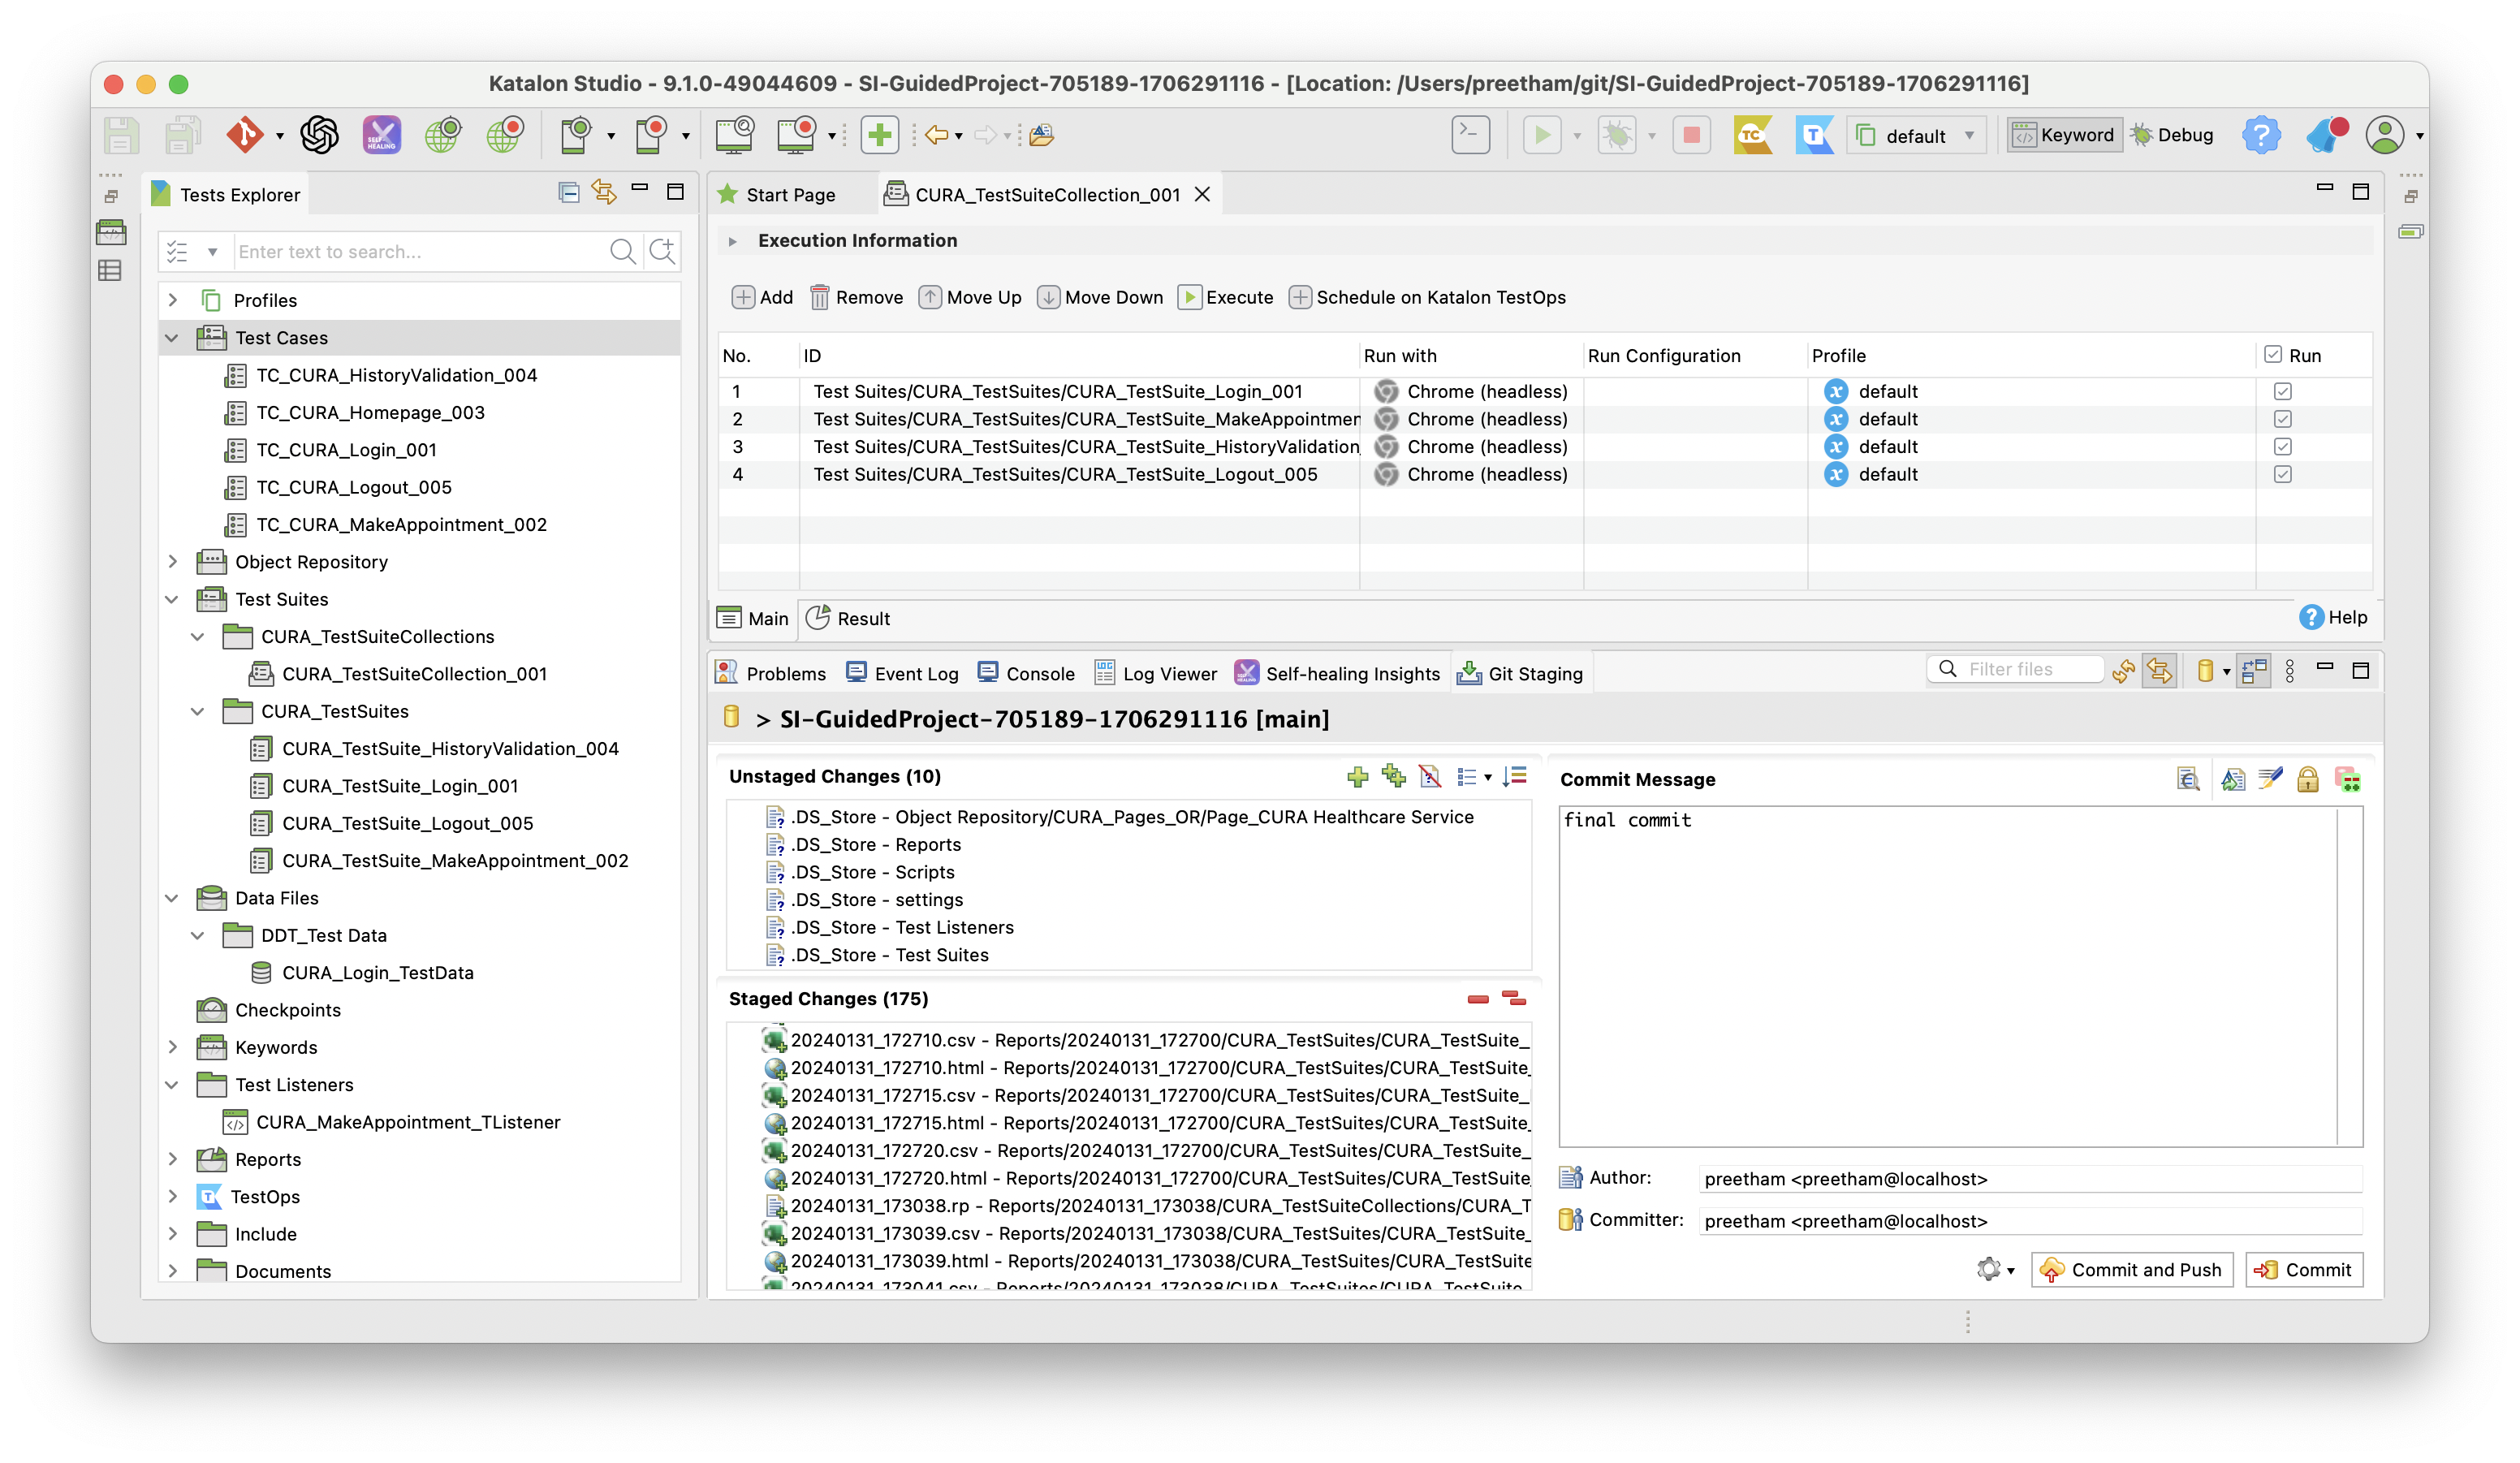 Katalon Studio - 9.1.0-49044609 - SI-GuidedProject-705189-1706291116 - [Location: /Users/preetham/git/SI-GuidedProject-705189-1706291116]
SELF-HEALING
TC
T
default
Keyword
Debug
Tests Explorer
Enter text to search...
Profiles
Test Cases
TC_CURA_HistoryValidation_004
TC_CURA_Homepage_003
TC_CURA_Login_001
TC_CURA_Logout_005
TC_CURA_MakeAppointment_002
Object Repository
Test Suites
CURA_TestSuiteCollections
CURA_TestSuiteCollection_001
CURA_TestSuites
CURA_TestSuite_HistoryValidation_004
CURA_TestSuite_Login_001
CURA_TestSuite_Logout_005
CURA_TestSuite_MakeAppointment_002
Data Files
DDT_Test Data
CURA_Login_TestData
Checkpoints
Keywords
Test Listeners
CURA_MakeAppointment_TListener
Reports
TestOps
Include
Documents
Start Page
CURA_TestSuiteCollection_001
Execution Information
Add Remove Move Up Move Down Execute Schedule on Katalon TestOps
No. ID Run with Run Configuration Profile Run
1 Test Suites/CURA_TestSuites/CURA_TestSuite_Login_001 Chrome (headless) default
2 Test Suites/CURA_TestSuites/CURA_TestSuite_MakeAppointmen Chrome (headless) default
3 Test Suites/CURA_TestSuites/CURA_TestSuite_HistoryValidation_ Chrome (headless) default
4 Test Suites/CURA_TestSuites/CURA_TestSuite_Logout_005 Chrome (headless) default
Main Result
Help
Problems Event Log Console Log Viewer Self-healing Insights Git Staging
Filter files
> SI-GuidedProject-705189-1706291116 [main]
Unstaged Changes (10)
.DS_Store - Object Repository/CURA_Pages_OR/Page_CURA Healthcare Service
.DS_Store - Reports
.DS_Store - Scripts
.DS_Store - settings
.DS_Store - Test Listeners
.DS_Store - Test Suites
Staged Changes (175)
20240131_172710.csv - Reports/20240131_172700/CURA_TestSuites/CURA_TestSuite_
20240131_172710.html - Reports/20240131_172700/CURA_TestSuites/CURA_TestSuite_
20240131_172715.csv - Reports/20240131_172700/CURA_TestSuites/CURA_TestSuite_
20240131_172715.html - Reports/20240131_172700/CURA_TestSuites/CURA_TestSuite_
20240131_172720.csv - Reports/20240131_172700/CURA_TestSuites/CURA_TestSuite_
20240131_172720.html - Reports/20240131_172700/CURA_TestSuites/CURA_TestSuite_
20240131_173038.rp - Reports/20240131_173038/CURA_TestSuiteCollections/CURA_T
20240131_173039.csv - Reports/20240131_173038/CURA_TestSuites/CURA_TestSuite_
20240131_173039.html - Reports/20240131_173038/CURA_TestSuites/CURA_TestSuite
20240131_173041.csv - Reports/20240131_173038/CURA_TestSuites/CURA_TestSuite
Commit Message
final commit
Author: preetham <preetham@localhost>
Committer: preetham <preetham@localhost>
Commit and Push
Commit